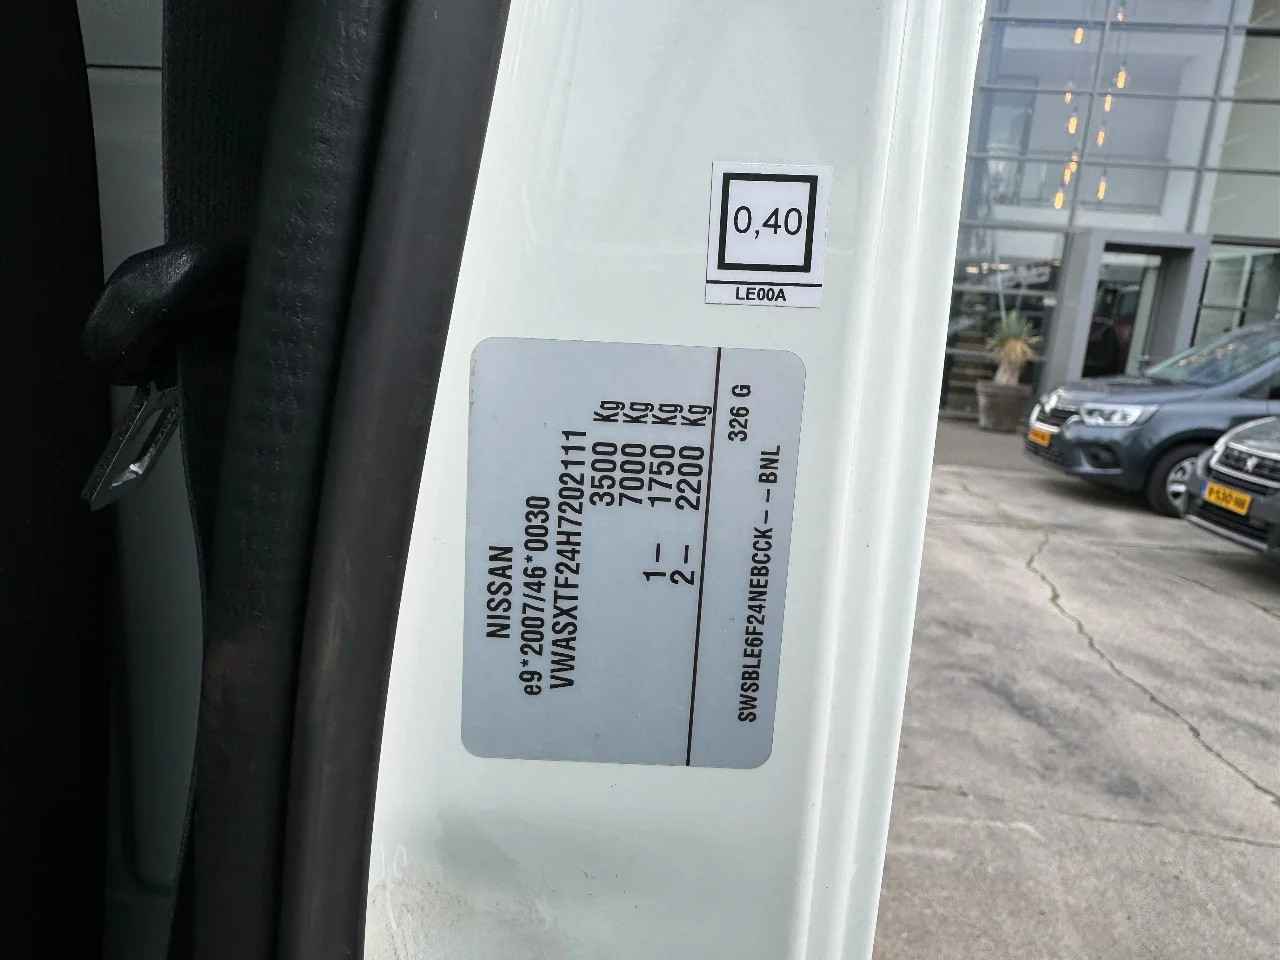 0,40
LE00A
NISSAN
e9*2007/46*0030
VWASXTF24H7202111
3500 Kg
7000 Kg
1- 1750 Kg
2- 2200 Kg
326 G
SWSBLE6F24NEBCCK---BNL